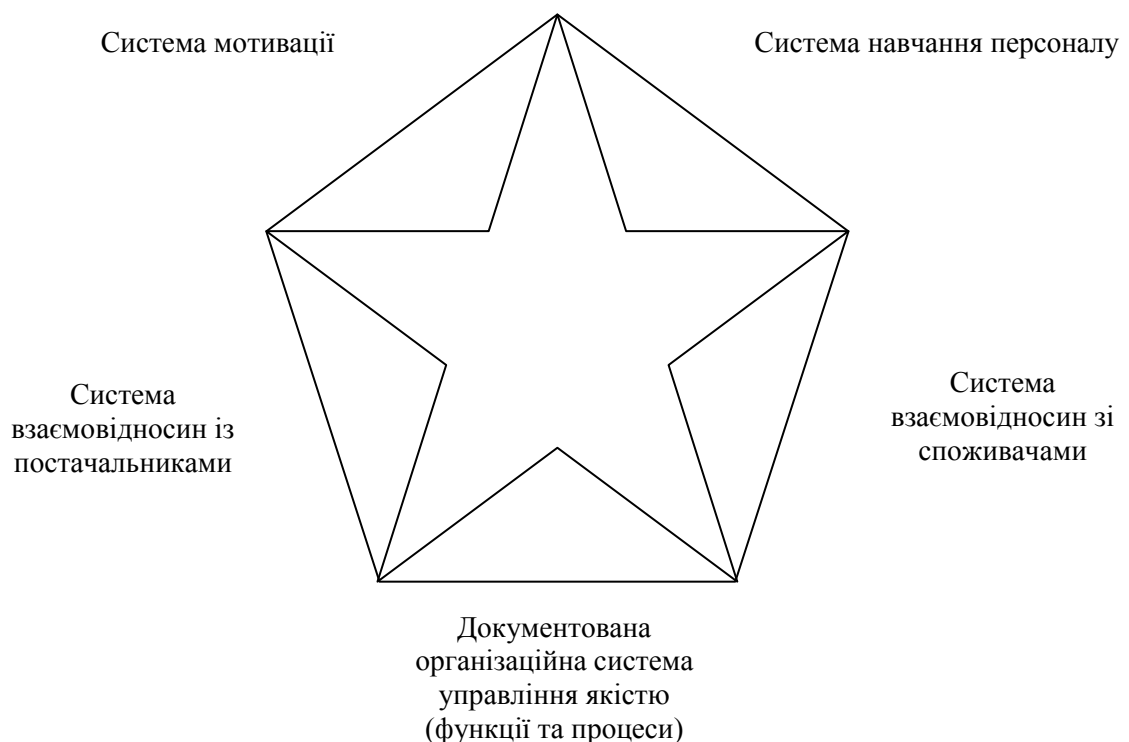 Система мотивації
Система навчання персоналу
Система
взаємовідносин із
постачальниками
Система
взаємовідносин зі
споживачами
Документована
організаційна система
управління якістю
(функції та процеси)